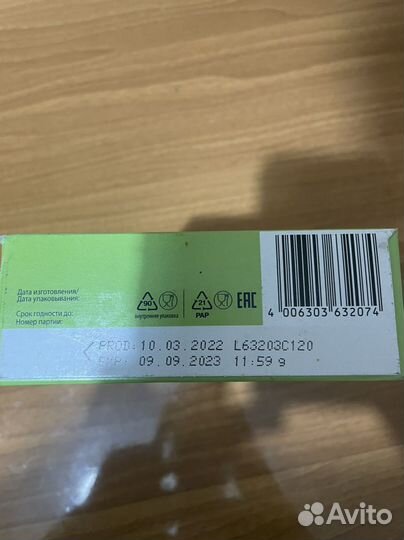 Дата изготовления/
Дата упаковывания:
Срок годности до:
Номер партии:
90
внутренняя упаковка
21
PAP
EAC
4 006303 632074
PROD: 10.03.2022 L63203C120
EXP: 09.09.2023 11:59 g
Avito